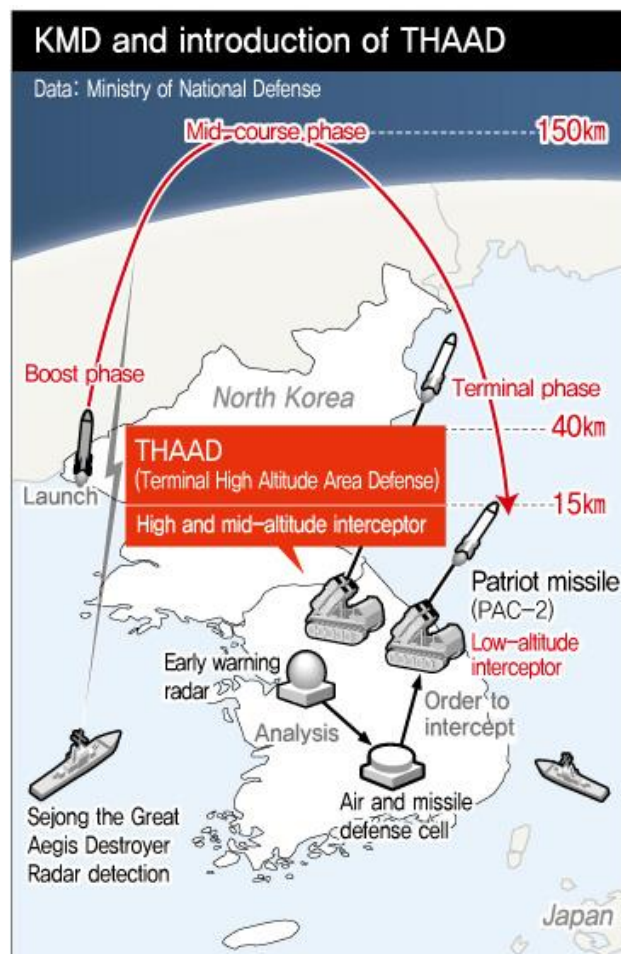 KMD and introduction of THAAD
Data: Ministry of National Defense
Mid-course phase
150km
Boost phase
North Korea
Terminal phase
40km
THAAD
(Terminal High Altitude Area Defense)
High and mid-altitude interceptor
Launch
15km
Patriot missile
(PAC-2)
Low-altitude
interceptor
Early warning
radar
Analysis
Order to
intercept
Air and missile
defense cell
Sejong the Great
Aegis Destroyer
Radar detection
Japan